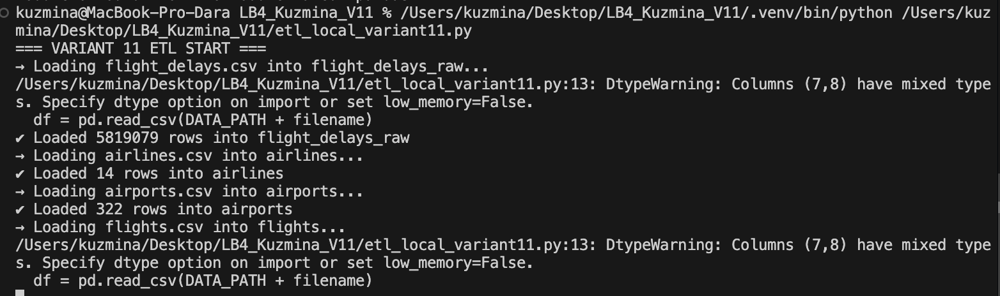 kuzmina@MacBook-Pro-Dara LB4_Kuzmina_V11 % /Users/kuzmina/Desktop/LB4_Kuzmina_V11/.venv/bin/python /Users/kuz
mina/Desktop/LB4_Kuzmina_V11/etl_local_variant11.py
=== VARIANT 11 ETL START ===
→ Loading flight_delays.csv into flight_delays_raw...
/Users/kuzmina/Desktop/LB4_Kuzmina_V11/etl_local_variant11.py:13: DtypeWarning: Columns (7,8) have mixed type
s. Specify dtype option on import or set low_memory=False.
  df = pd.read_csv(DATA_PATH + filename)
✔ Loaded 5819079 rows into flight_delays_raw
→ Loading airlines.csv into airlines...
✔ Loaded 14 rows into airlines
→ Loading airports.csv into airports...
✔ Loaded 322 rows into airports
→ Loading flights.csv into flights...
/Users/kuzmina/Desktop/LB4_Kuzmina_V11/etl_local_variant11.py:13: DtypeWarning: Columns (7,8) have mixed type
s. Specify dtype option on import or set low_memory=False.
  df = pd.read_csv(DATA_PATH + filename)